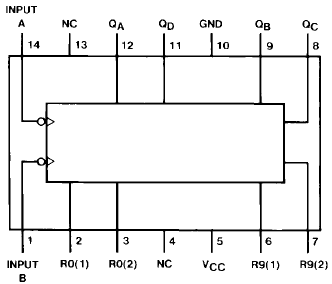 INPUT
A NC QA QD GND QB QC
14 13 12 11 10 9 8
1 2 3 4 5 6 7
INPUT R0(1) R0(2) NC VCC R9(1) R9(2)
B